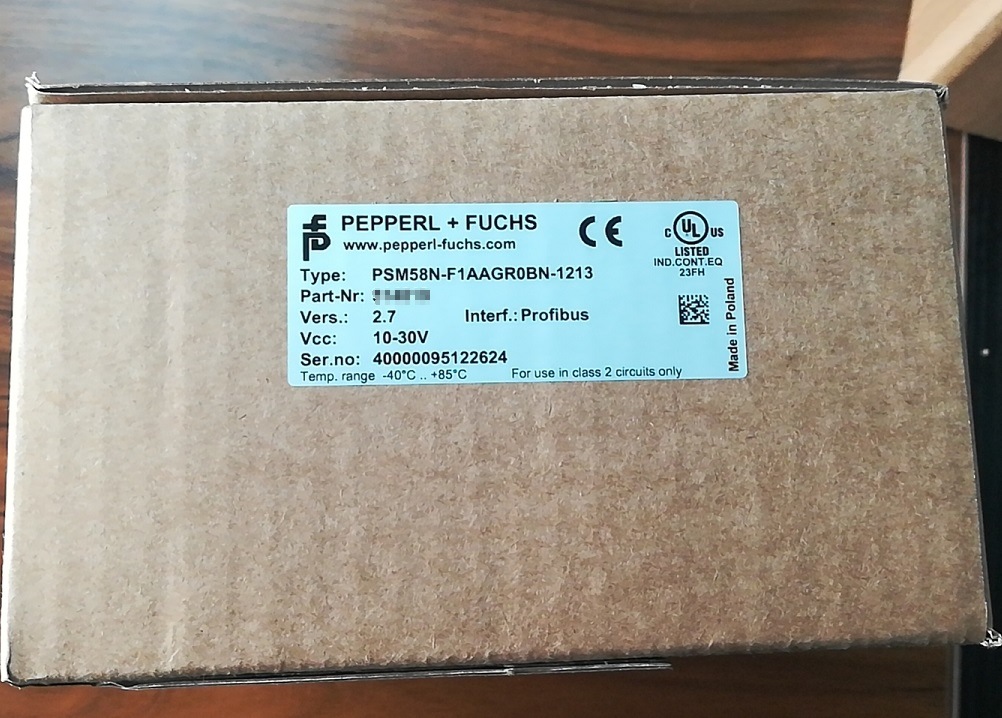 PEPPERL + FUCHS
www.pepperl-fuchs.com
CE
C UL US
LISTED
IND.CONT.EQ
23FH
Type: PSM58N-F1AAGR0BN-1213
Part-Nr:
Vers.: 2.7 Interf.: Profibus
Vcc: 10-30V
Ser.no: 40000095122624
Temp. range -40°C .. +85°C For use in class 2 circuits only
Made in Poland